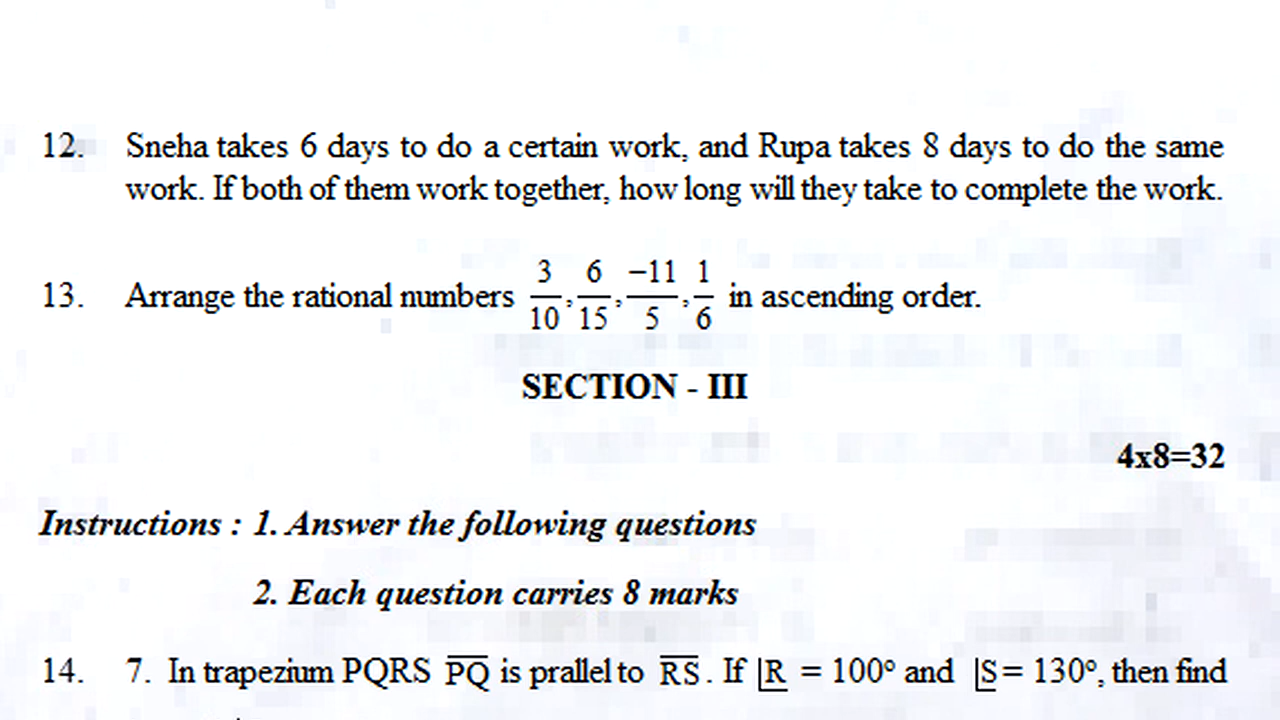 12. Sneha takes 6 days to do a certain work, and Rupa takes 8 days to do the same
work. If both of them work together, how long will they take to complete the work.
13. Arrange the rational numbers 3/10, 6/15, −11/5, 1/6 in ascending order.
SECTION - III
4x8=32
Instructions : 1. Answer the following questions
2. Each question carries 8 marks
14. 7. In trapezium PQRS P̅Q̅ is prallel to R̅S̅. If ∠R = 100° and ∠S = 130°, then find